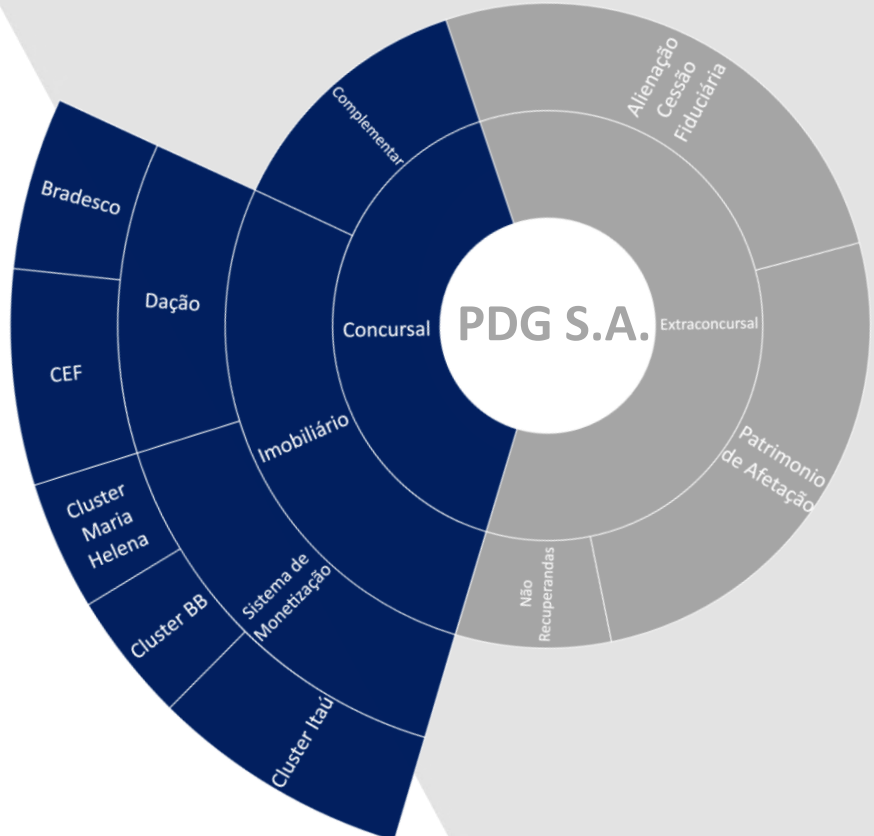 PDG S.A.
Concursal
Complementar
Imobiliário
Dação
Bradesco
CEF
Sistema de
Monetização
Cluster
Maria
Helena
Cluster BB
Cluster Itaú
Extraconcursal
Alienação
Cessão
Fiduciária
Patrimonio
de Afetação
Não
Recuperandas